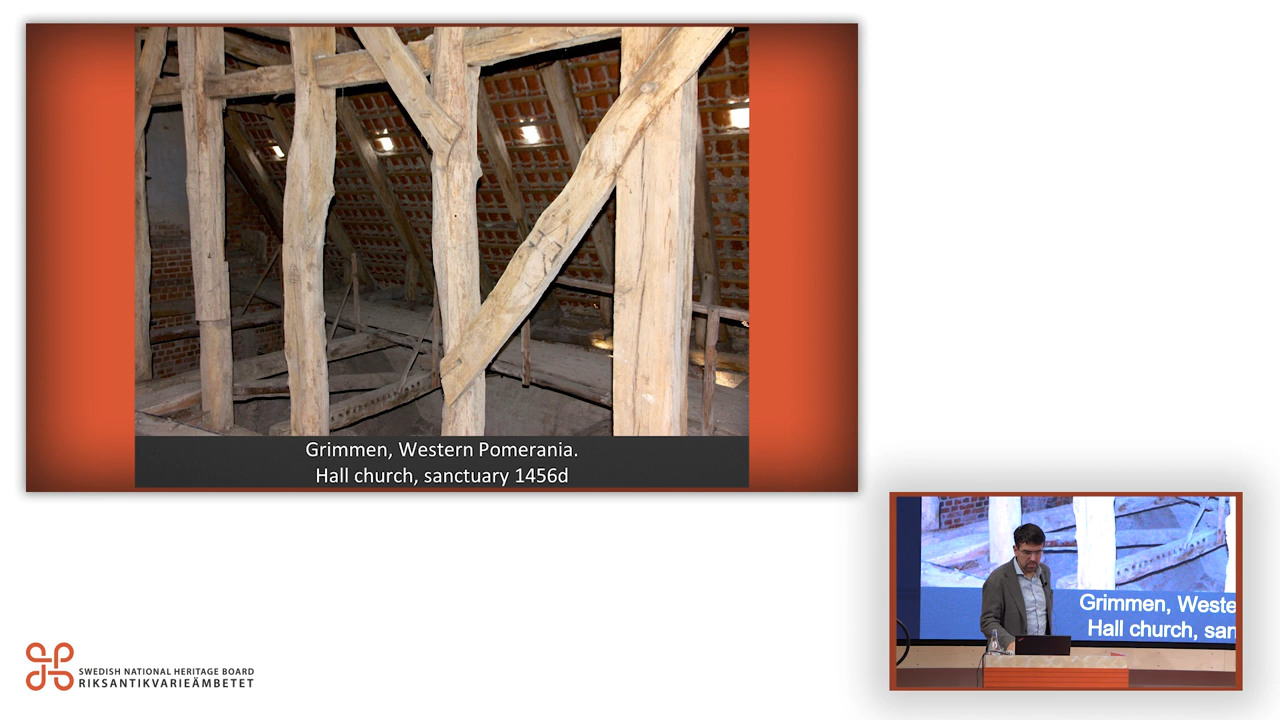 Grimmen, Western Pomerania.
Hall church, sanctuary 1456d
Grimmen, Weste
Hall church, san
SWEDISH NATIONAL HERITAGE BOARD
RIKSANTIKVARIEÄMBETET